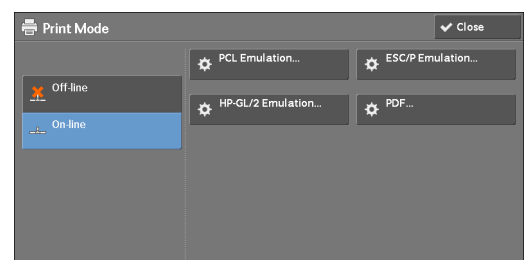 Print Mode
Close
Off-line
On-line
PCL Emulation...
ESC/P Emulation...
HP-GL/2 Emulation...
PDF...